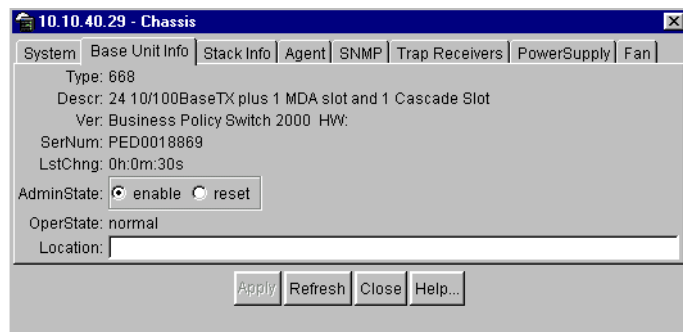 10.10.40.29 - Chassis
System Base Unit Info Stack Info Agent SNMP Trap Receivers PowerSupply Fan
Type: 668
Descr: 24 10/100BaseTX plus 1 MDA slot and 1 Cascade Slot
Ver: Business Policy Switch 2000 HW:
SerNum: PED0018869
LstChng: 0h:0m:30s
AdminState: enable reset
OperState: normal
Location:
Apply Refresh Close Help...